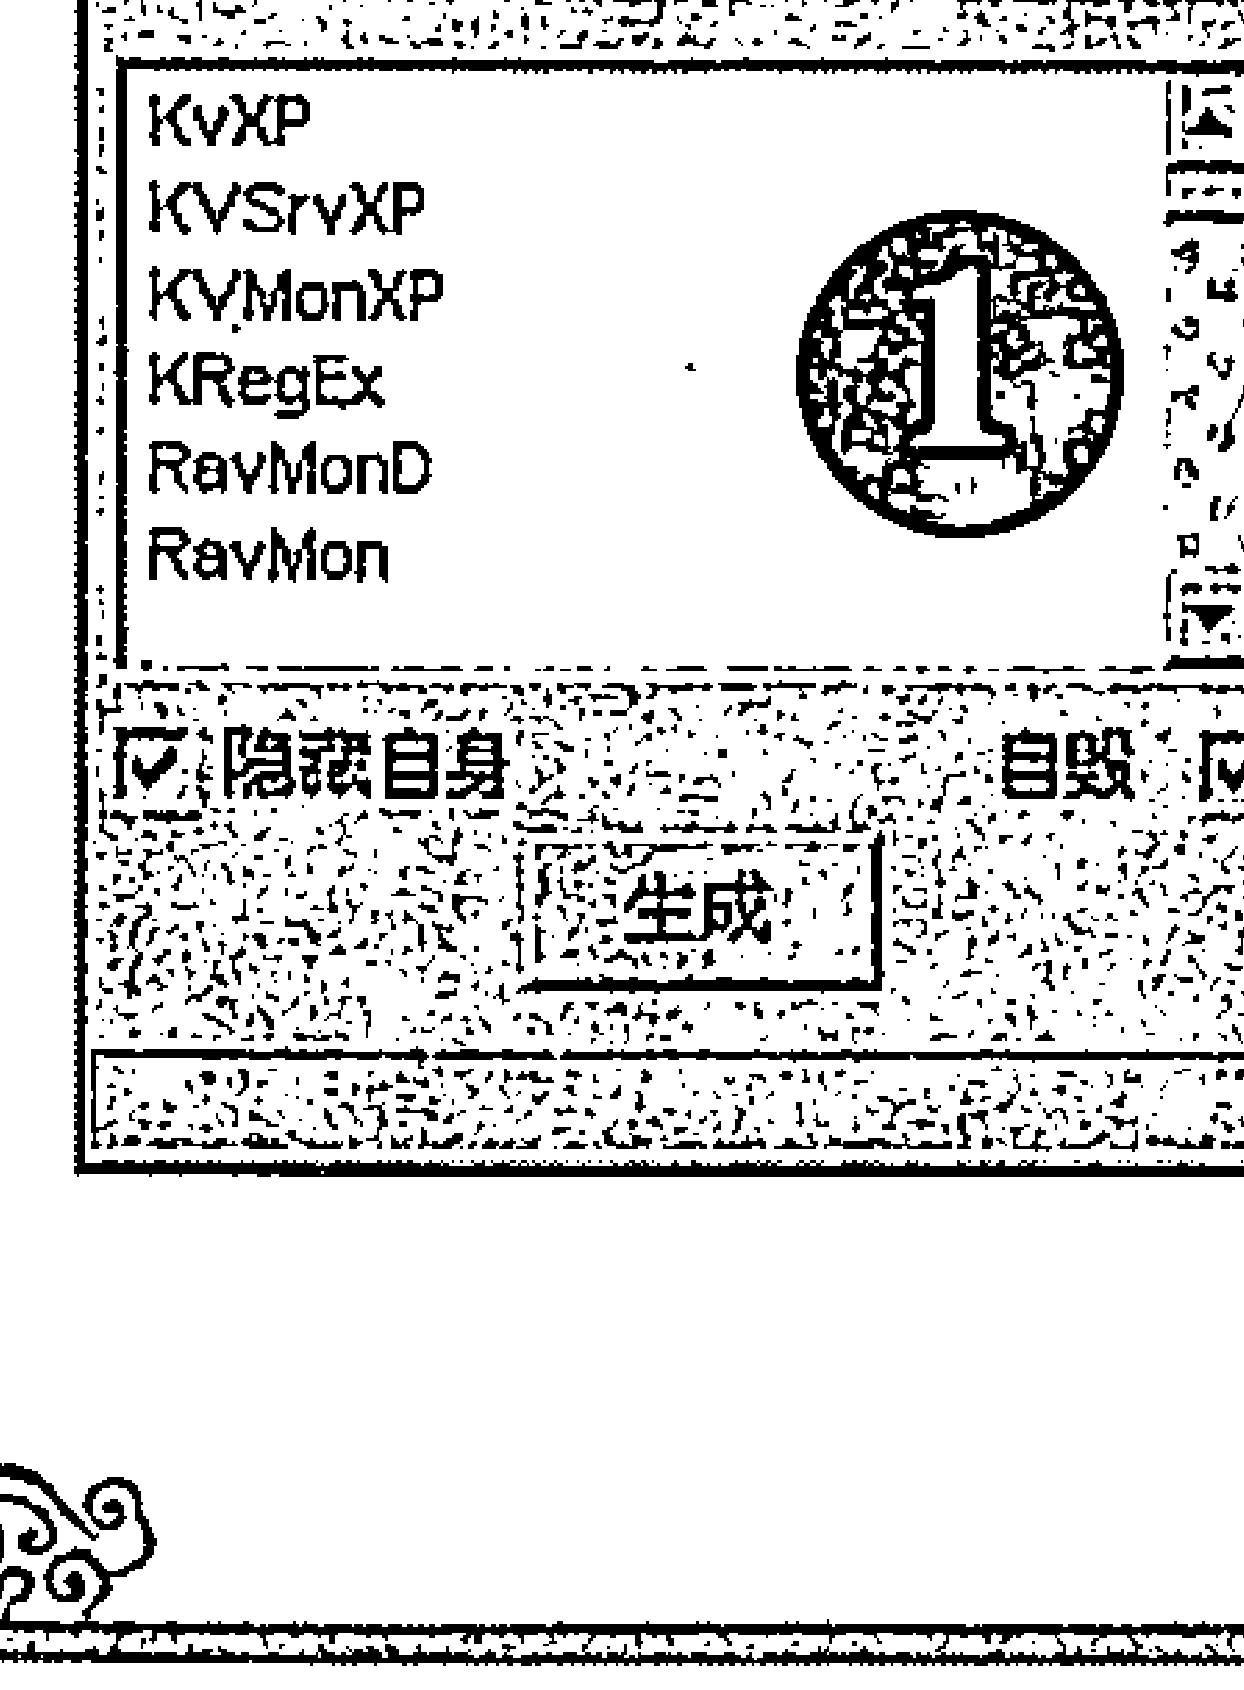 KvXP
KVSrvXP
KVMonXP
KRegEx
RavMonD
RavMon
1
隐藏自身 自毁
生成